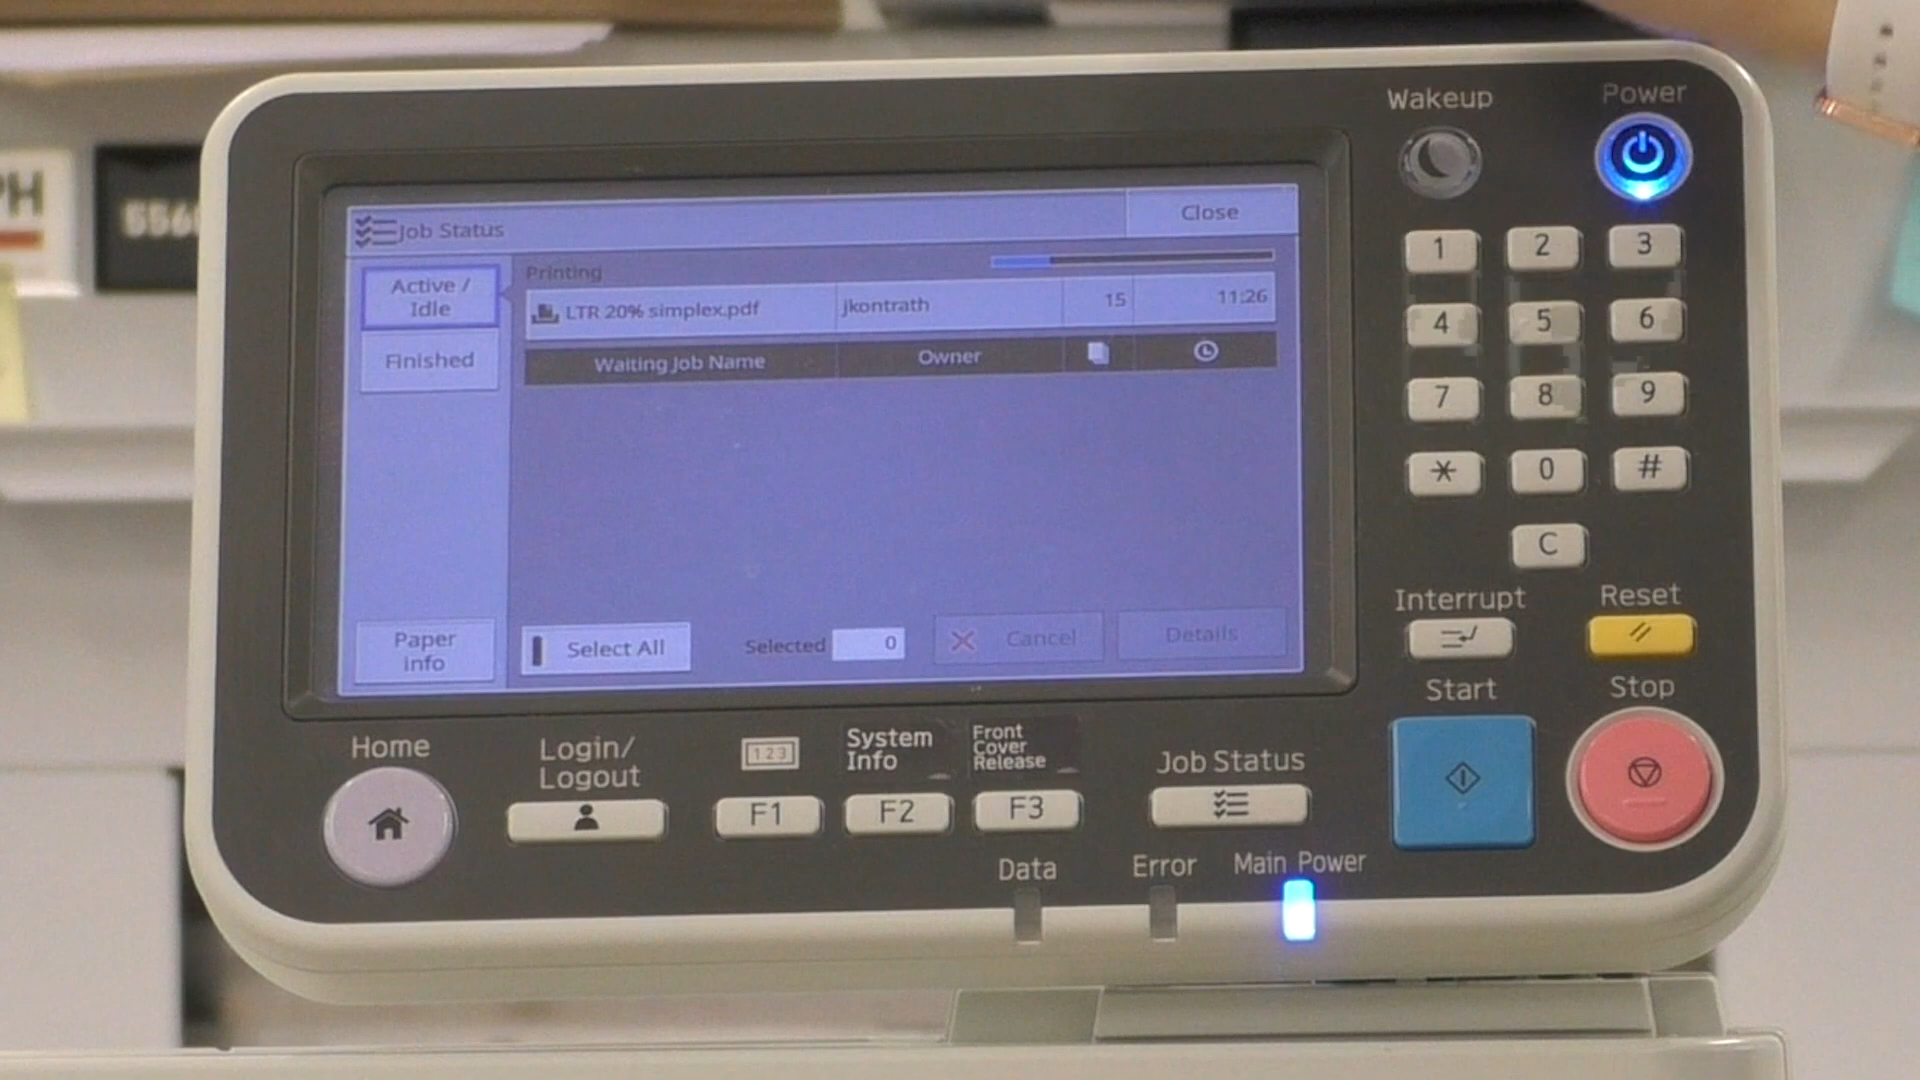 PH
556
Wakeup
Power
Job Status
Close
Active /
Idle
Finished
Printing
LTR 20% simplex.pdf jkontrath 15 11:26
Waiting Job Name Owner
Paper
info
Select All
Selected 0
Cancel
Details
1 2 3
4 5 6
7 8 9
* 0 #
C
Interrupt
Reset
Start
Stop
Home
Login/
Logout
123
System
Info
Front
Cover
Release
Job Status
F1
F2
F3
Data
Error
Main Power